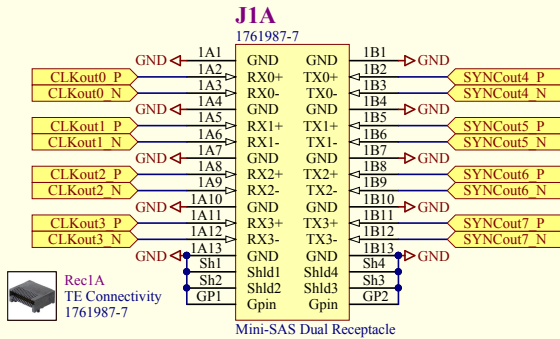 J1A
1761987-7
GND 1A1 GND GND 1B1 GND
CLKout0_P 1A2 RX0+ TX0+ 1B2 SYNCout4_P
CLKout0_N 1A3 RX0- TX0- 1B3 SYNCout4_N
GND 1A4 GND GND 1B4 GND
CLKout1_P 1A5 RX1+ TX1+ 1B5 SYNCout5_P
CLKout1_N 1A6 RX1- TX1- 1B6 SYNCout5_N
GND 1A7 GND GND 1B7 GND
CLKout2_P 1A8 RX2+ TX2+ 1B8 SYNCout6_P
CLKout2_N 1A9 RX2- TX2- 1B9 SYNCout6_N
GND 1A10 GND GND 1B10 GND
CLKout3_P 1A11 RX3+ TX3+ 1B11 SYNCout7_P
CLKout3_N 1A12 RX3- TX3- 1B12 SYNCout7_N
GND 1A13 GND GND 1B13 GND
Sh1 Shld1 Shld4 Sh4
Sh2 Shld2 Shld3 Sh3
GP1 Gpin Gpin GP2
Mini-SAS Dual Receptacle
Rec1A
TE Connectivity
1761987-7